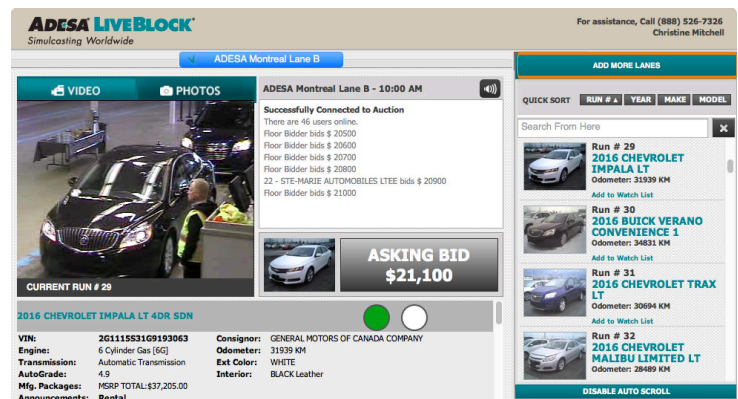 ADESA LIVEBLOCK
Simulcasting Worldwide
For assistance, Call (888) 526-7326
Christine Mitchell
ADESA Montreal Lane B
ADD MORE LANES
VIDEO
PHOTOS
ADESA Montreal Lane B - 10:00 AM
Successfully Connected to Auction
There are 46 users online.
Floor Bidder bids $ 20500
Floor Bidder bids $ 20600
Floor Bidder bids $ 20700
Floor Bidder bids $ 20800
22 - STE-MARIE AUTOMOBILES LTEE bids $ 20900
Floor Bidder bids $ 21000
CURRENT RUN # 29
ASKING BID
$21,100
QUICK SORT RUN # ▲ YEAR MAKE MODEL
Search From Here
Run # 29
2016 CHEVROLET
IMPALA LT
Odometer: 31939 KM
Add to Watch List
Run # 30
2016 BUICK VERANO
CONVENIENCE 1
Odometer: 34831 KM
Add to Watch List
Run # 31
2016 CHEVROLET TRAX
LT
Odometer: 30694 KM
Add to Watch List
Run # 32
2016 CHEVROLET
MALIBU LIMITED LT
Odometer: 28489 KM
DISABLE AUTO SCROLL
2016 CHEVROLET IMPALA LT 4DR SDN
VIN: 2G1115S31G9193063
Engine: 6 Cylinder Gas [6G]
Transmission: Automatic Transmission
AutoGrade: 4.9
Mfg. Packages: MSRP TOTAL:$37,205.00
Announcements: Rental
Consignor: GENERAL MOTORS OF CANADA COMPANY
Odometer: 31939 KM
Ext Color: WHITE
Interior: BLACK Leather